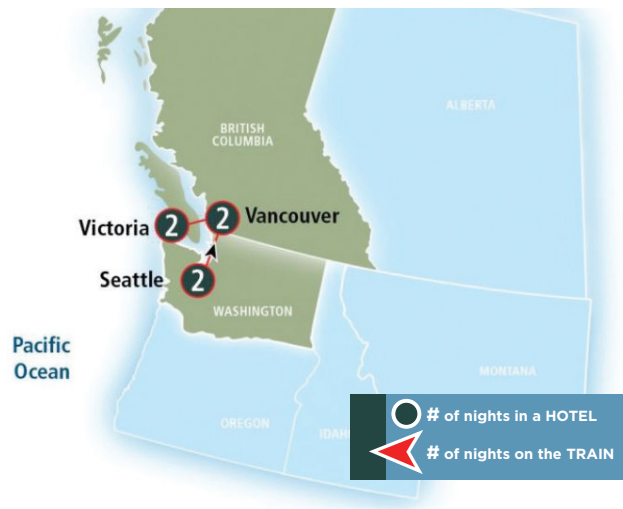 ALBERTA
BRITISH
COLUMBIA
2 Vancouver
Victoria 2
Seattle 2
WASHINGTON
Pacific
Ocean
MONTANA
OREGON
IDAHO
# of nights in a HOTEL
# of nights on the TRAIN